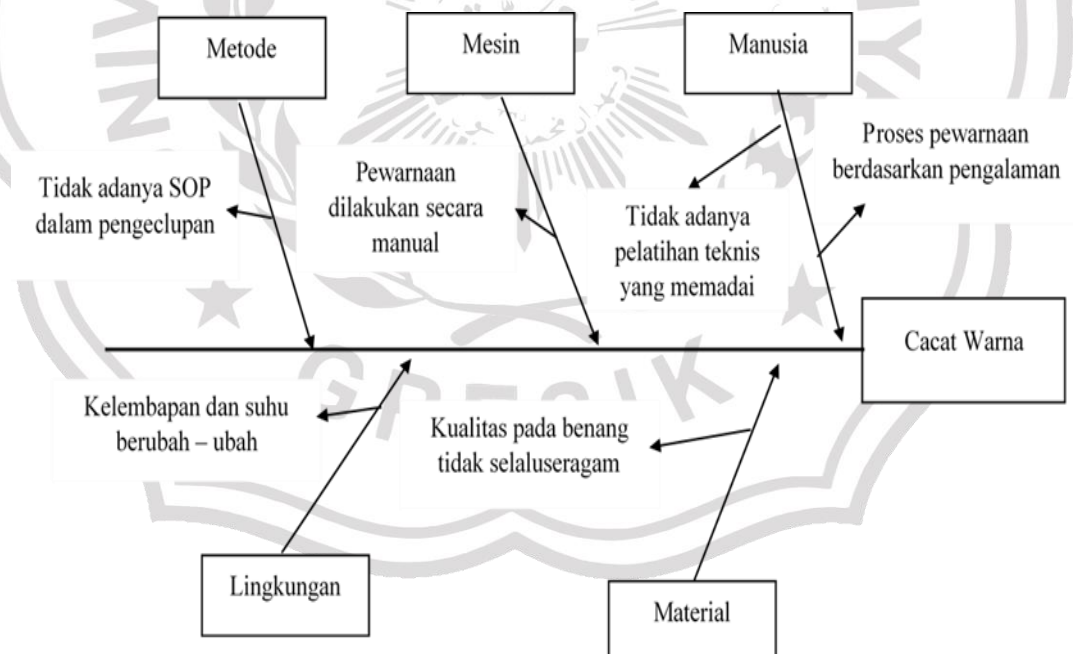 Metode
Mesin
Manusia
Tidak adanya SOP
dalam pengeclupan
Pewarnaan
dilakukan secara
manual
Tidak adanya
pelatihan teknis
yang memadai
Proses pewarnaan
berdasarkan pengalaman
Cacat Warna
Kelembapan dan suhu
berubah – ubah
Kualitas pada benang
tidak selaluseragam
Lingkungan
Material
GRESIK